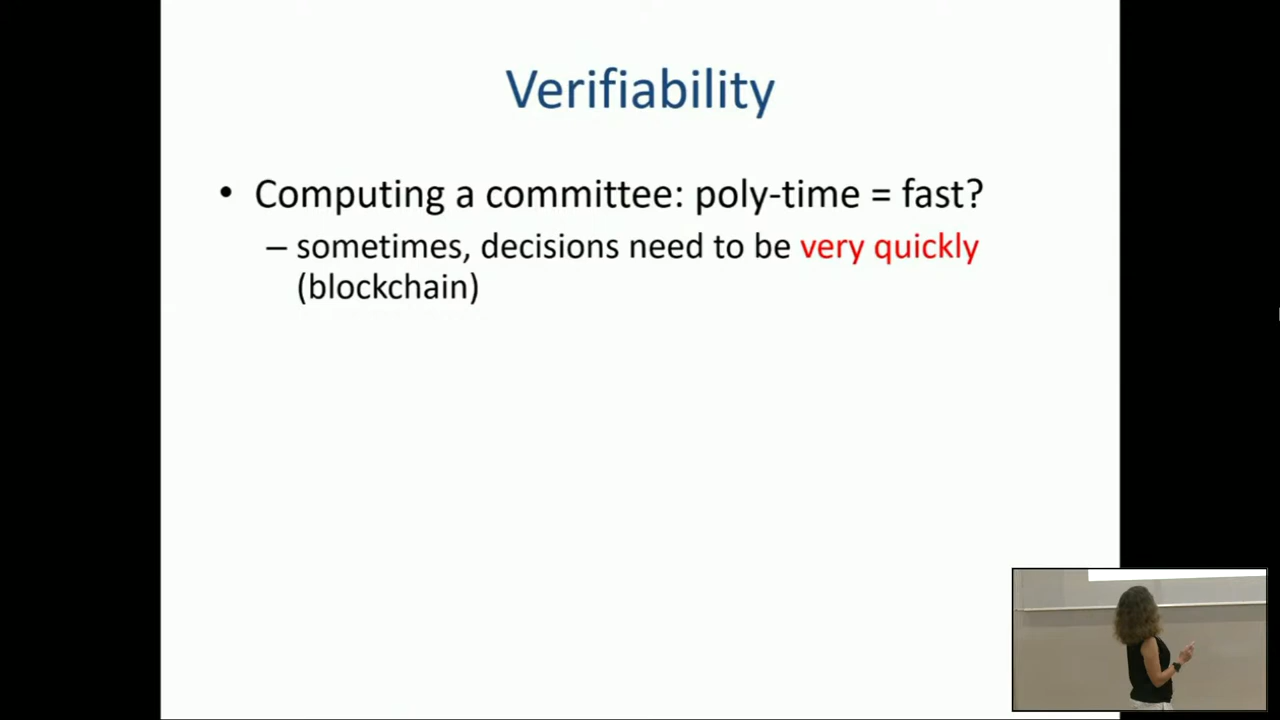 Verifiability
• Computing a committee: poly-time = fast?
– sometimes, decisions need to be very quickly
(blockchain)